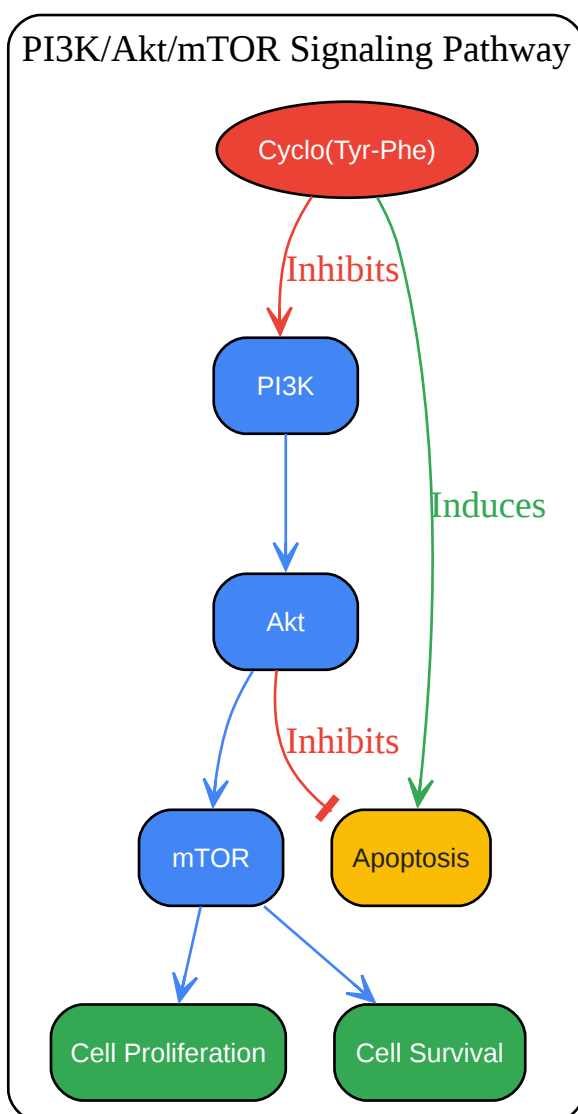 PI3K/Akt/mTOR Signaling Pathway
Cyclo(Tyr-Phe)
Inhibits
PI3K
Induces
Akt
Inhibits
mTOR
Apoptosis
Cell Proliferation
Cell Survival